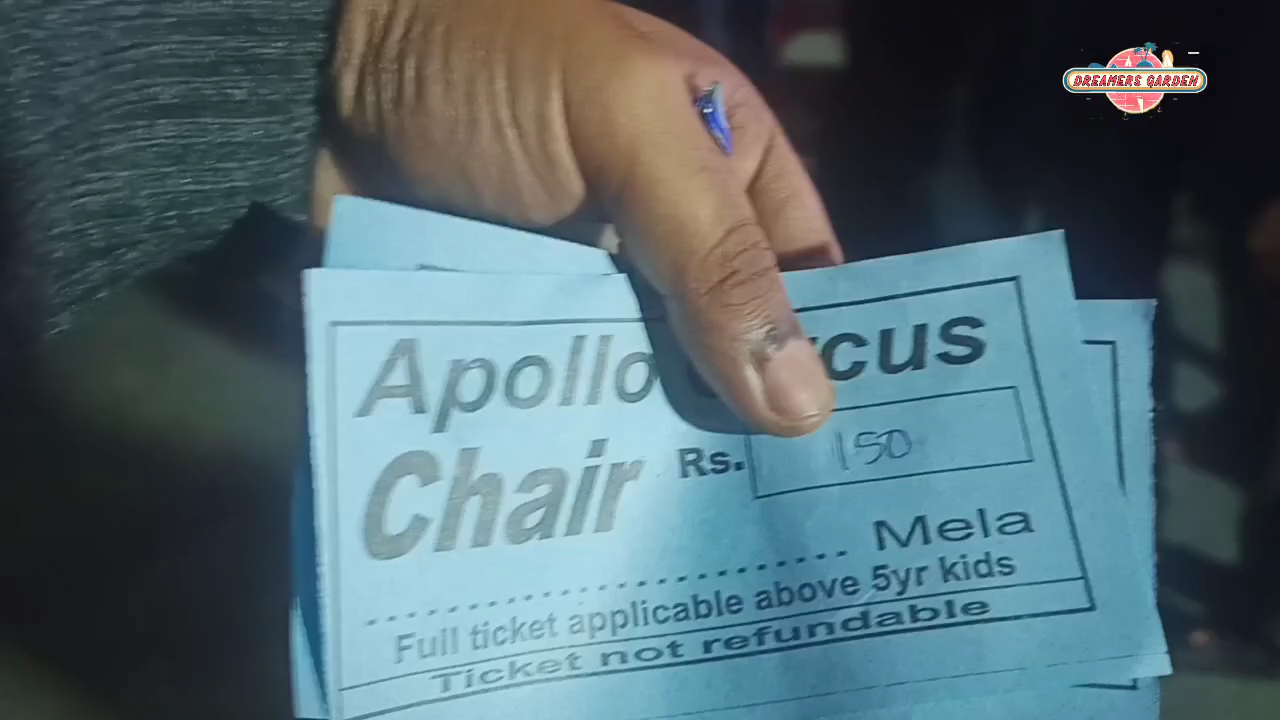 DREAMERS GARDEN
Apollo cus
Chair Rs. 150
Mela
Full ticket applicable above 5yr kids
Ticket not refundable